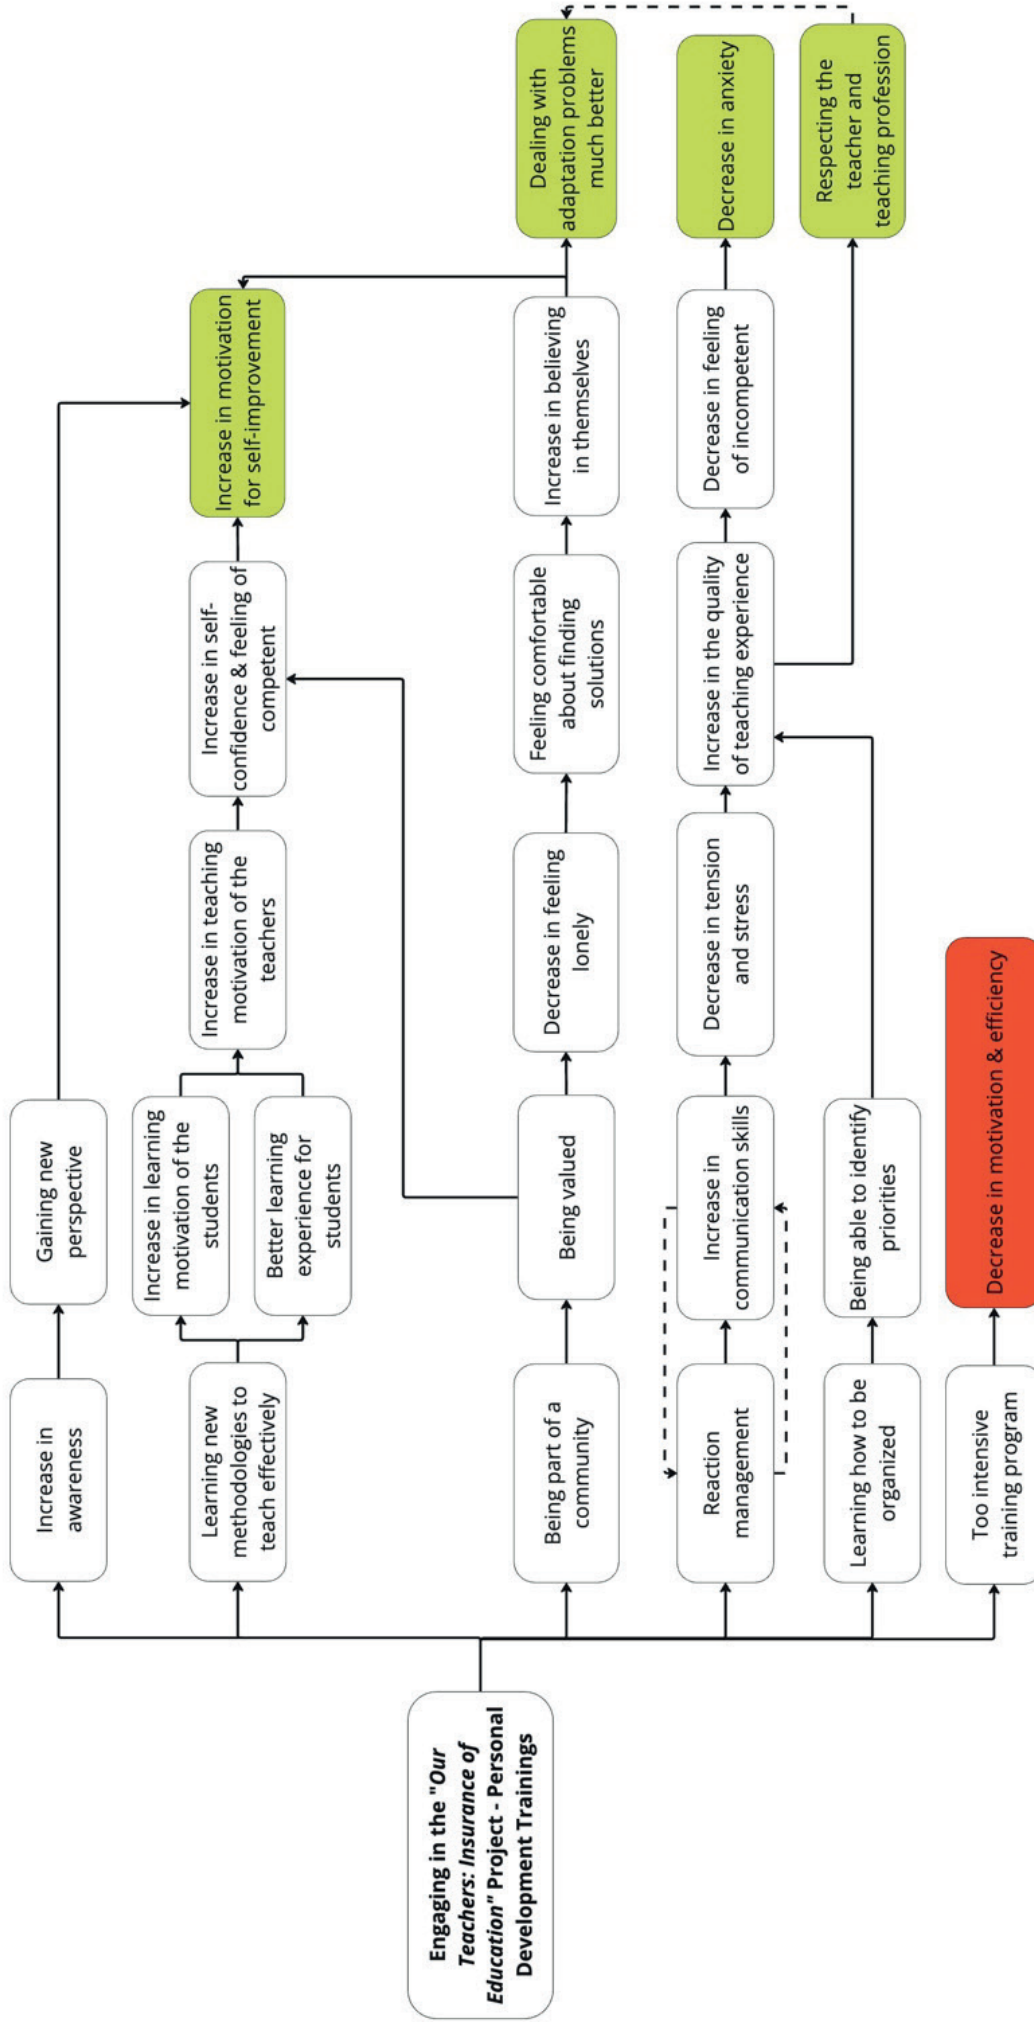 Engaging in the "Our
Teachers: Insurance of
Education" Project - Personal
Development Trainings
Increase in
awareness
Gaining new
perspective
Learning new
methodologies to
teach effectively
Increase in learning
motivation of the
students
Better learning
experience for
students
Increase in teaching
motivation of the
teachers
Increase in self-
confidence & feeling of
competent
Increase in motivation
for self-improvement
Being part of a
community
Being valued
Decrease in feeling
lonely
Feeling comfortable
about finding
solutions
Increase in believing
in themselves
Dealing with
adaptation problems
much better
Reaction
management
Increase in
communication skills
Decrease in tension
and stress
Increase in the quality
of teaching experience
Decrease in feeling
of incompetent
Decrease in anxiety
Learning how to be
organized
Being able to identify
priorities
Respecting the
teacher and
teaching profession
Too intensive
training program
Decrease in motivation & efficiency